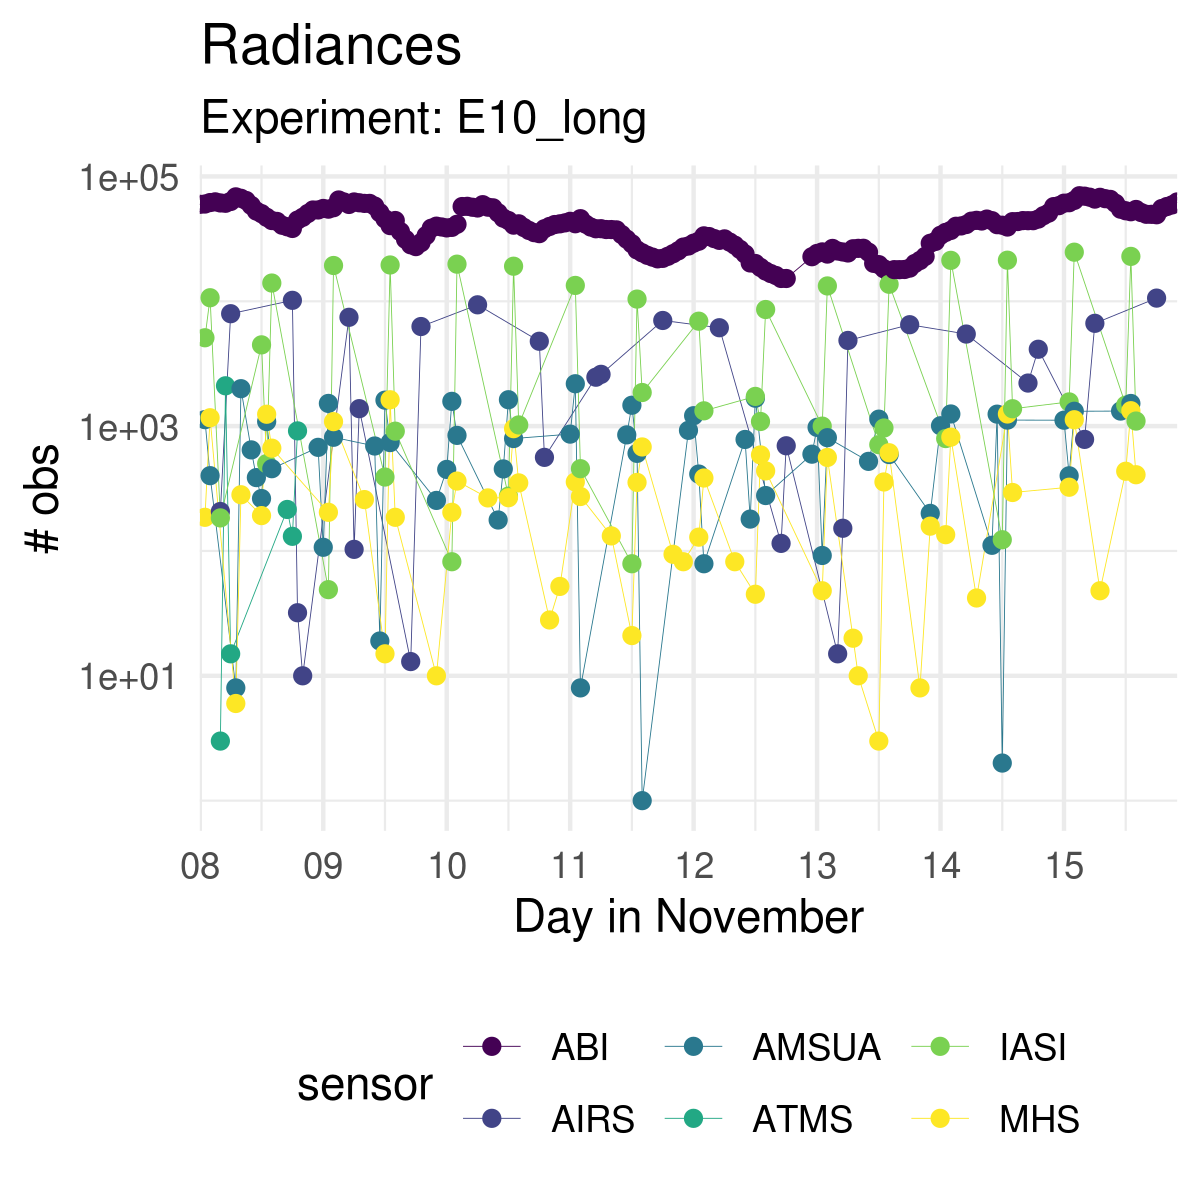 Radiances
Experiment: E10_long
1e+05
1e+03
1e+01
# obs
08 09 10 11 12 13 14 15
Day in November
sensor
ABI AMSUA IASI
AIRS ATMS MHS